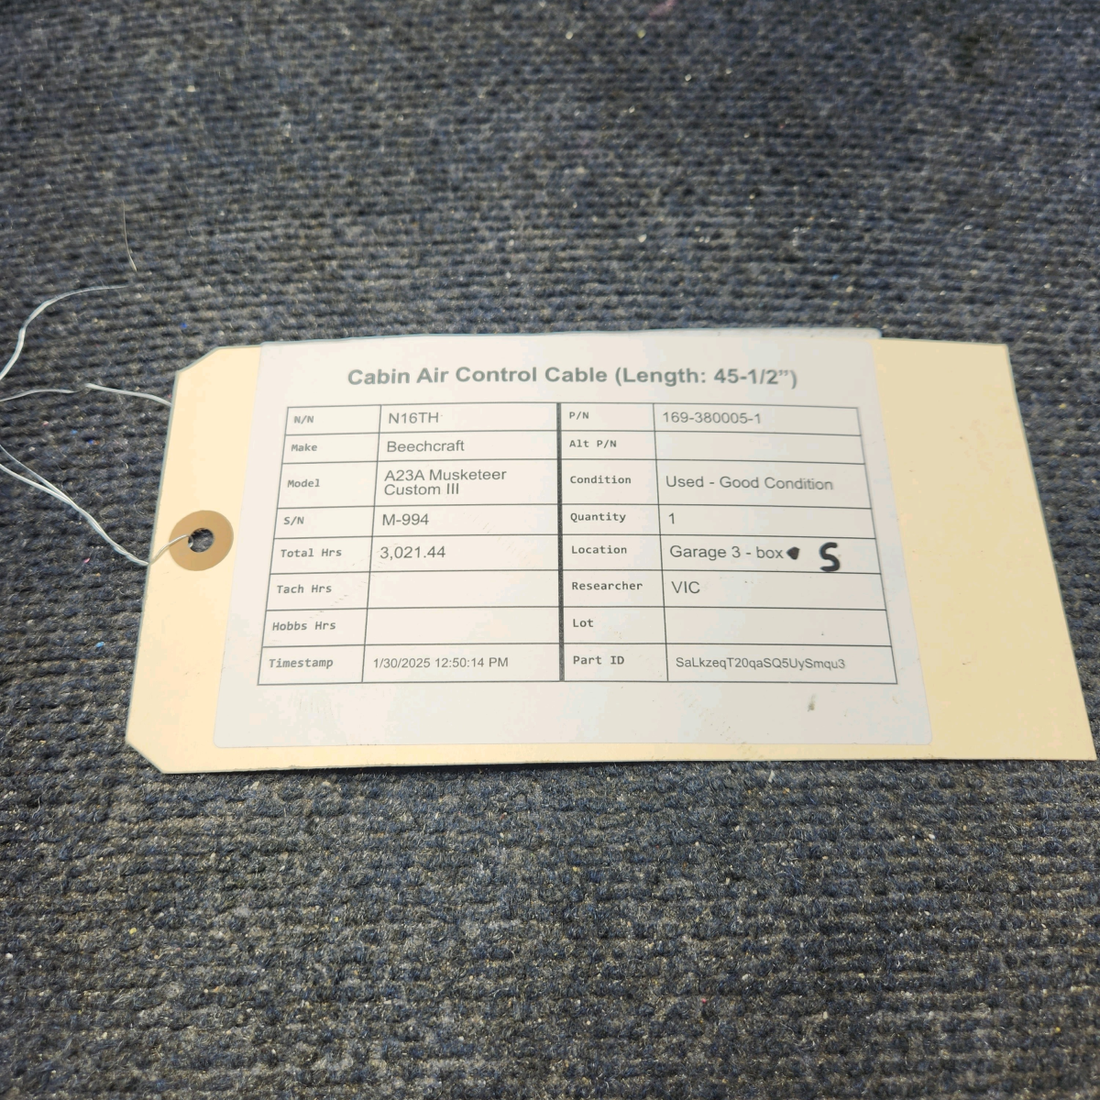 Cabin Air Control Cable (Length: 45-1/2”)
N/N N16TH P/N 169-380005-1
Make Beechcraft Alt P/N
Model A23A Musketeer Custom III Condition Used - Good Condition
S/N M-994 Quantity 1
Total Hrs 3,021.44 Location Garage 3 - box S
Tach Hrs Researcher VIC
Hobbs Hrs Lot
Timestamp 1/30/2025 12:50:14 PM Part ID SaLkzeqT20qaSQ5UySmqu3